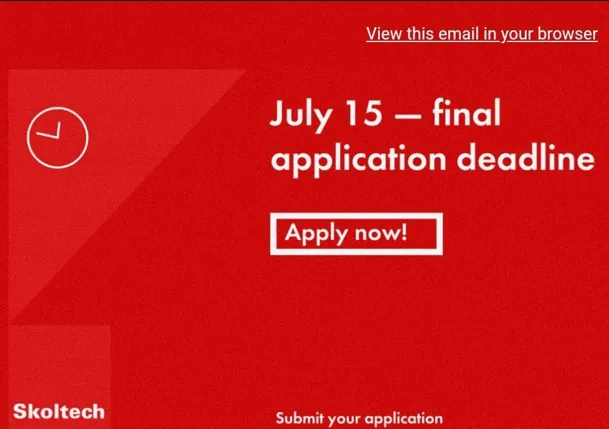 View this email in your browser
July 15 — final
application deadline
Apply now!
Skoltech
Submit your application